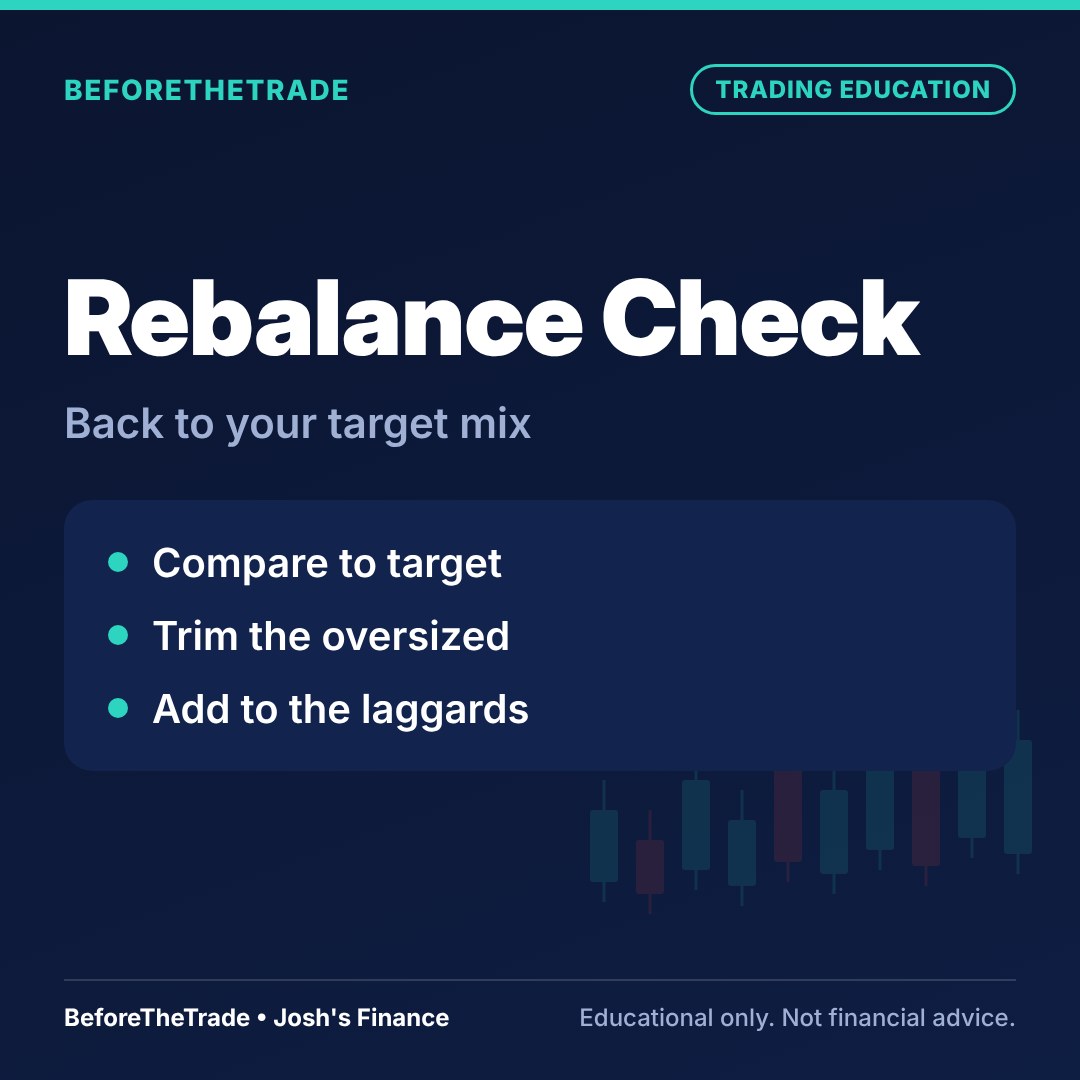 BEFORETHETRADE
TRADING EDUCATION
Rebalance Check
Back to your target mix
Compare to target
Trim the oversized
Add to the laggards
BeforeTheTrade • Josh's Finance
Educational only. Not financial advice.